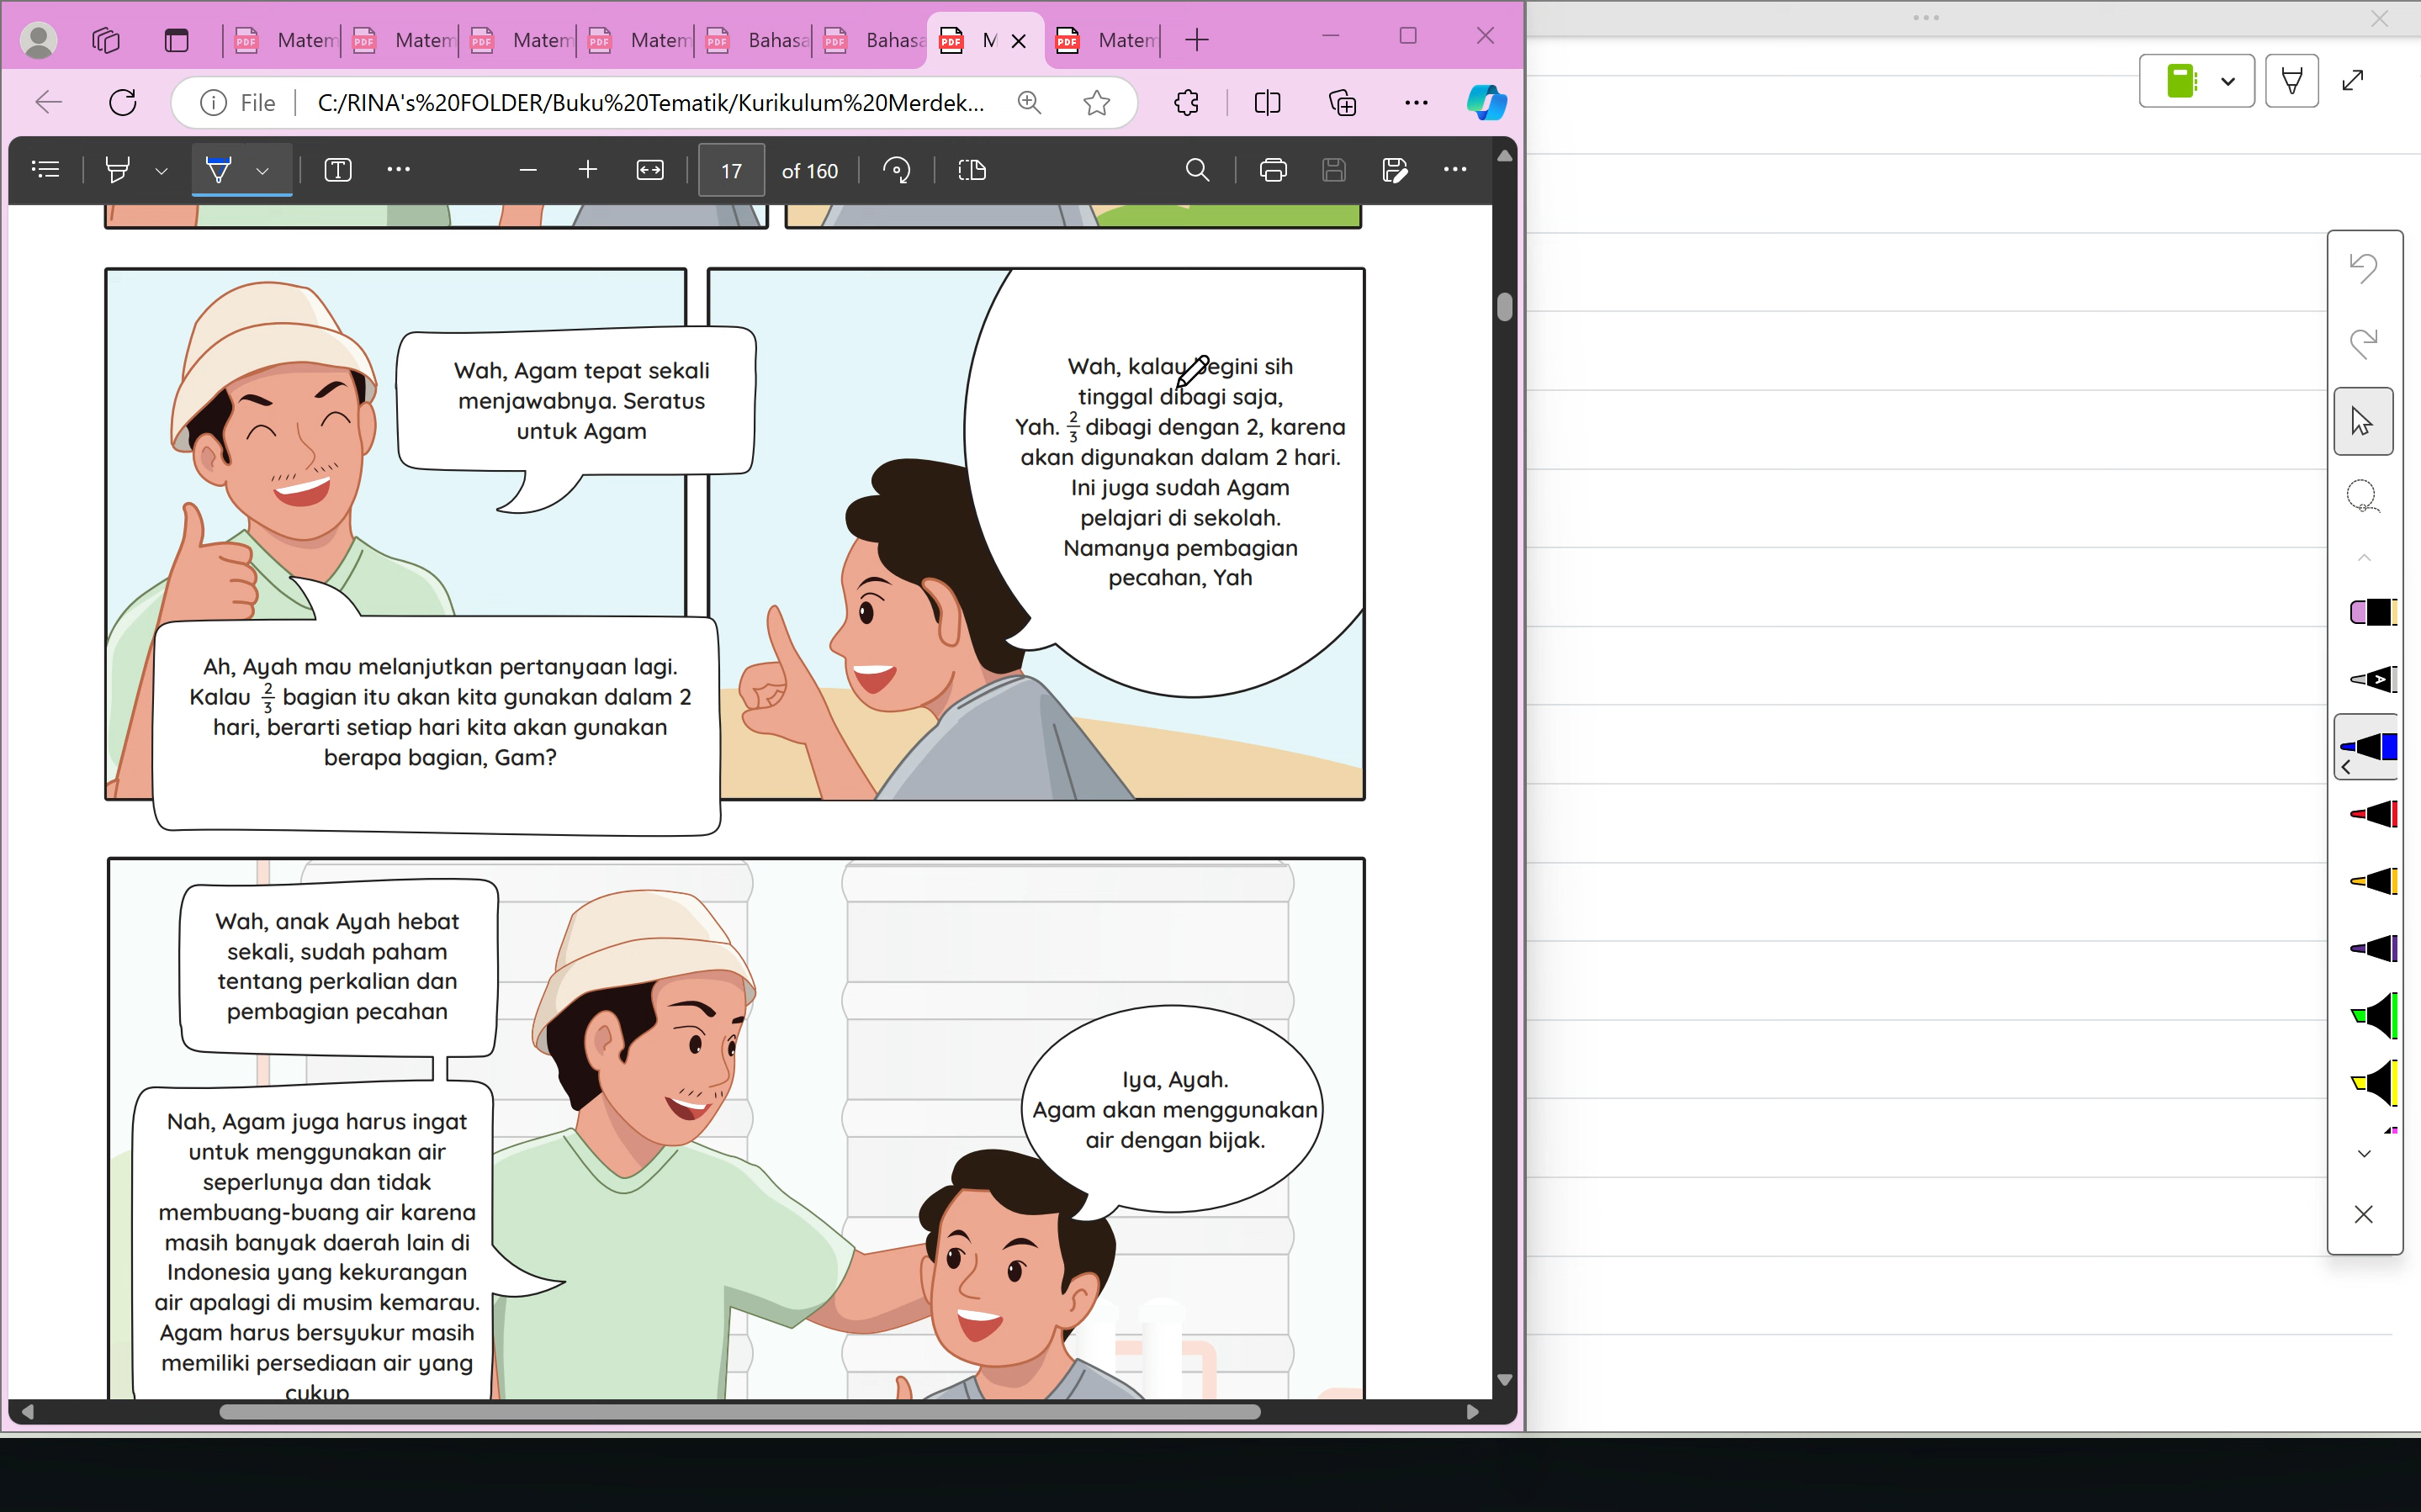 Matem
Matem
Matem
Matem
Bahasa
Bahasa
M
Matem
File
C:/RINA's%20FOLDER/Buku%20Tematik/Kurikulum%20Merdek...
17 of 160
Wah, Agam tepat sekali
menjawabnya. Seratus
untuk Agam
Ah, Ayah mau melanjutkan pertanyaan lagi.
Kalau 2/3 bagian itu akan kita gunakan dalam 2
hari, berarti setiap hari kita akan gunakan
berapa bagian, Gam?
Wah, kalau begini sih
tinggal dibagi saja,
Yah. 2/3 dibagi dengan 2, karena
akan digunakan dalam 2 hari.
Ini juga sudah Agam
pelajari di sekolah.
Namanya pembagian
pecahan, Yah
Wah, anak Ayah hebat
sekali, sudah paham
tentang perkalian dan
pembagian pecahan
Nah, Agam juga harus ingat
untuk menggunakan air
seperlunya dan tidak
membuang-buang air karena
masih banyak daerah lain di
Indonesia yang kekurangan
air apalagi di musim kemarau.
Agam harus bersyukur masih
memiliki persediaan air yang
cukup
Iya, Ayah.
Agam akan menggunakan
air dengan bijak.